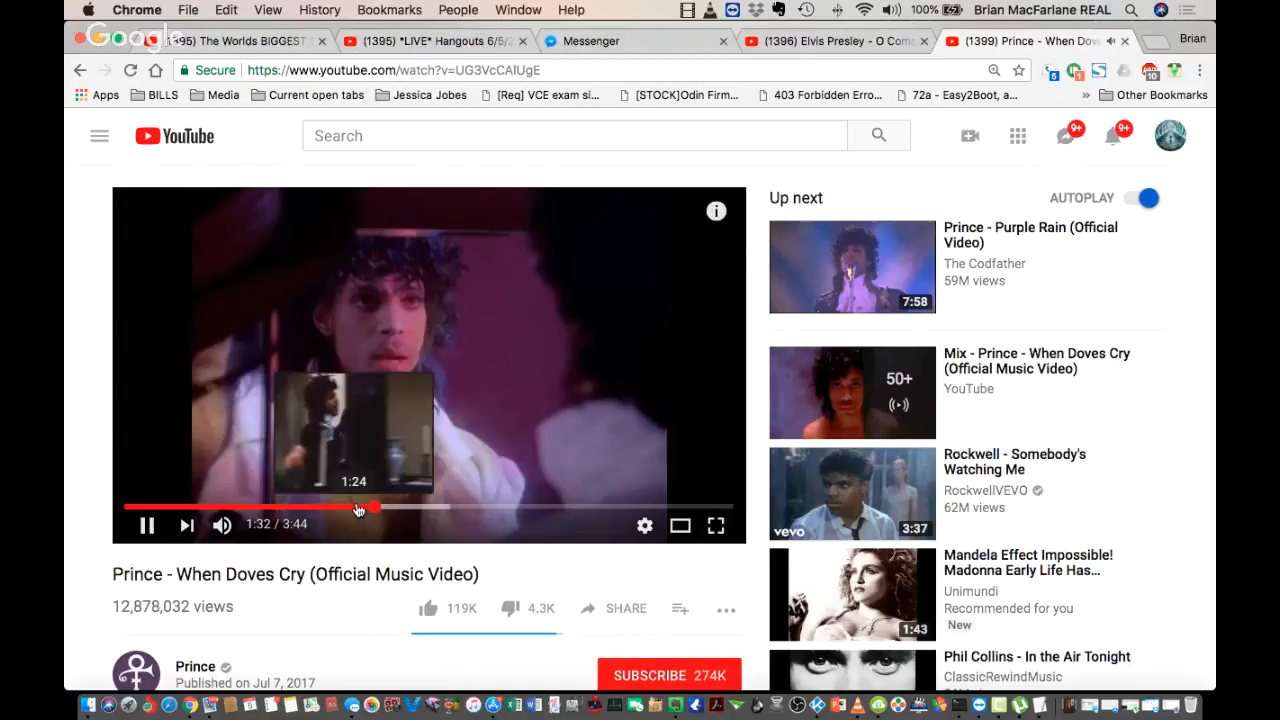 Chrome File Edit View History Bookmarks People Window Help 100% Brian MacFarlane REAL
Google
1395) The Worlds BIGGEST (1395) *LIVE* Hangouts 6/5/2 Messenger (1396) Elvis Presley - O Com (1399) Prince - When Dov Brian
Secure https://www.youtube.com/watch?v=UG3VcCAlUgE
Apps BILLS Media Current open tabs Jessica Jobes [Req] VCE exam si... [STOCK]Odin Firm... 403 Forbidden Erro... 72a - Easy2Boot, a... » Other Bookmarks
YouTube Search 9+ 9+
Up next AUTOPLAY
Prince - Purple Rain (Official
Video)
The Codfather
59M views
7:58
Mix - Prince - When Doves Cry
(Official Music Video)
YouTube
50+
Rockwell - Somebody's
Watching Me
RockwellVEVO
62M views
vevo 3:37
Mandela Effect Impossible!
Madonna Early Life Has...
Unimundi
Recommended for you
New
1:43
Phil Collins - In the Air Tonight
ClassicRewindMusic
1:24
1:32 / 3:44
Prince - When Doves Cry (Official Music Video)
12,878,032 views 119K 4.3K SHARE
Prince
Published on Jul 7, 2017
SUBSCRIBE 274K